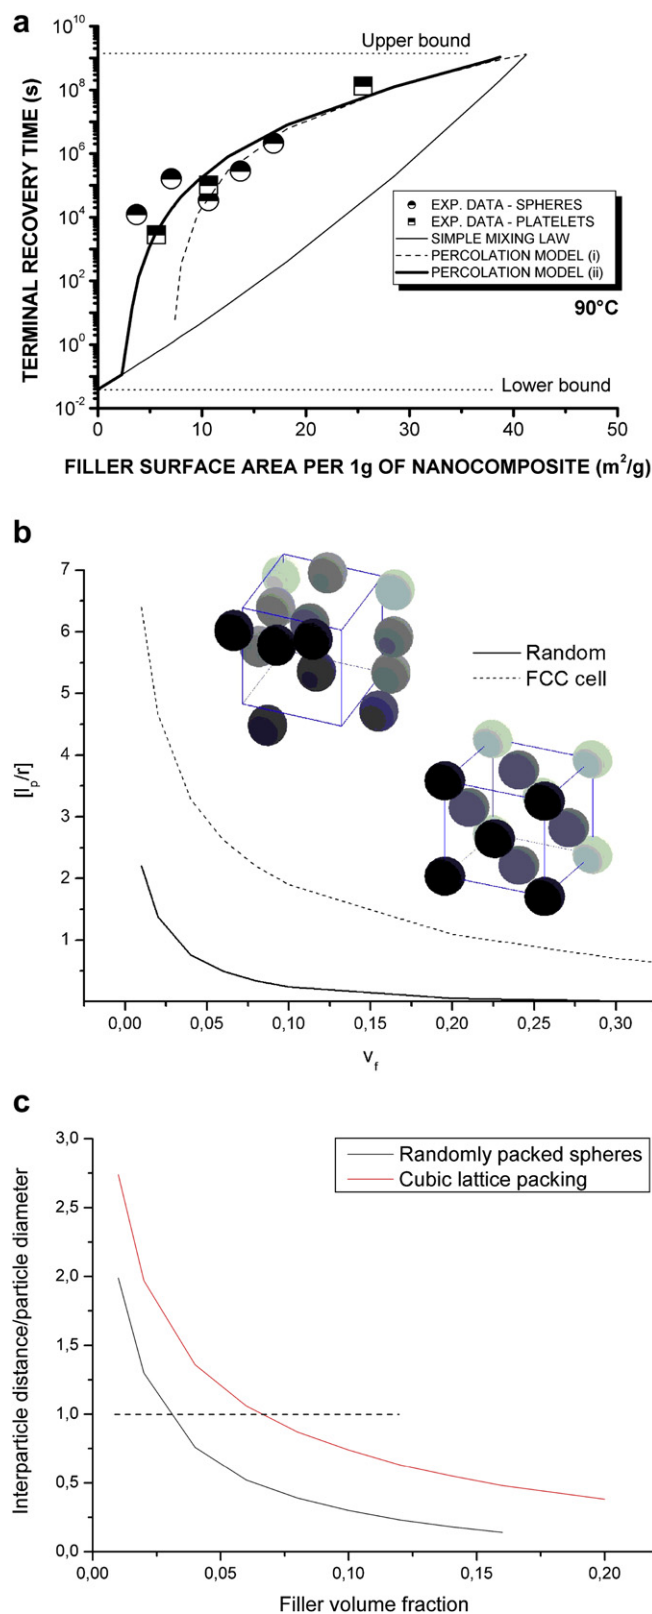 a
10^10
10^8
10^6
10^4
10^2
10^0
10^-2
TERMINAL RECOVERY TIME (s)
Upper bound
EXP. DATA - SPHERES
EXP. DATA - PLATELETS
SIMPLE MIXING LAW
PERCOLATION MODEL (i)
PERCOLATION MODEL (ii)
90°C
Lower bound
0 10 20 30 40 50
FILLER SURFACE AREA PER 1g OF NANOCOMPOSITE (m²/g)
b
7
6
5
4
3
2
1
[l_p/r]
Random
FCC cell
0,00 0,05 0,10 0,15 0,20 0,25 0,30
v_f
c
3,0
2,5
2,0
1,5
1,0
0,5
0,0
Interparticle distance/particle diameter
Randomly packed spheres
Cubic lattice packing
0,00 0,05 0,10 0,15 0,20
Filler volume fraction